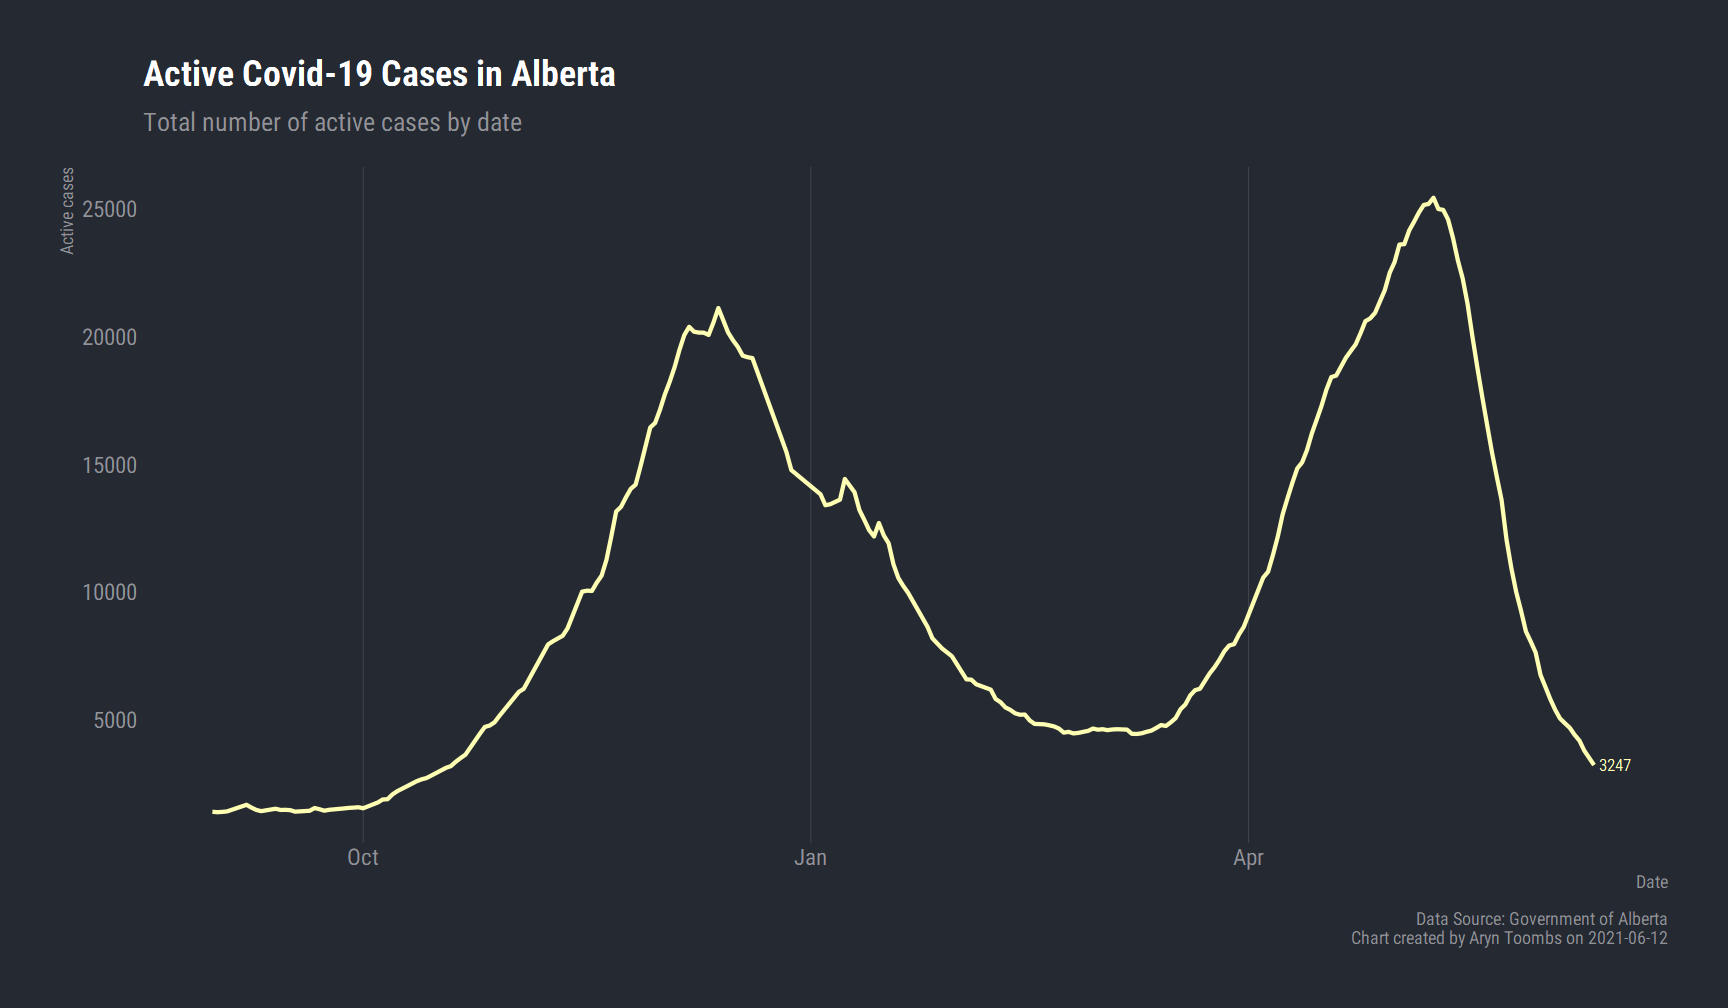 Active Covid-19 Cases in Alberta
Total number of active cases by date
Active cases
25000
20000
15000
10000
5000
3247
Oct
Jan
Apr
Date
Data Source: Government of Alberta
Chart created by Aryn Toombs on 2021-06-12